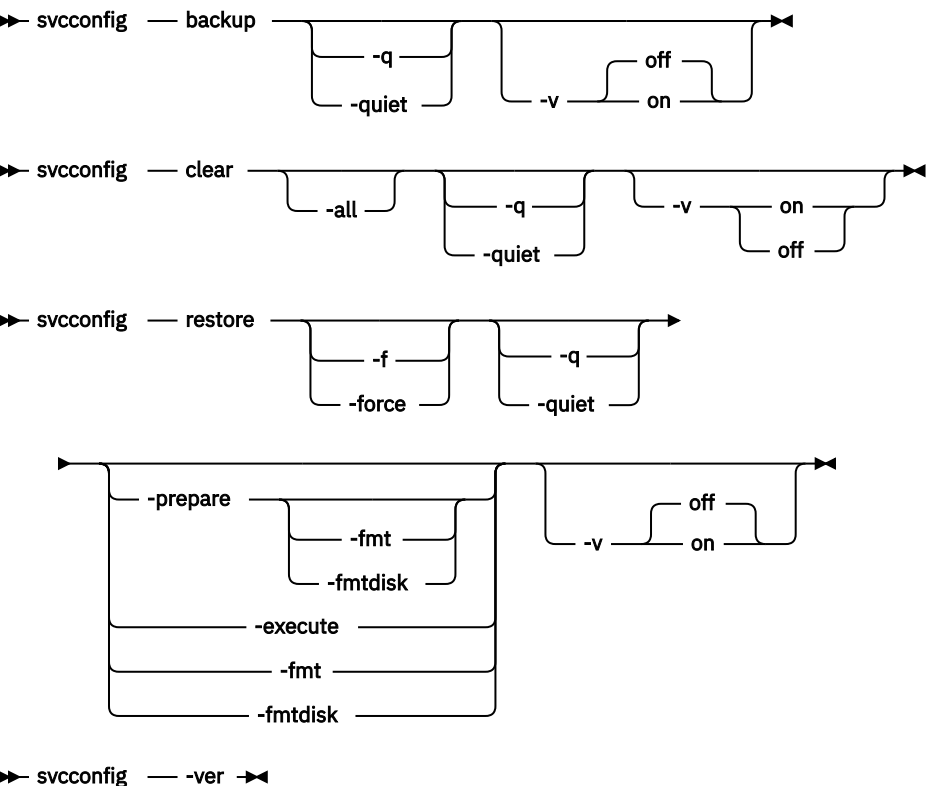 svcconfig backup
-q
off
-quiet
-v on
svcconfig clear
-all
-q
-v on
-quiet
off
svcconfig restore
-f
-q
-force
-quiet
-prepare
off
-fmt
-v on
-fmtdisk
-execute
-fmt
-fmtdisk
svcconfig -ver